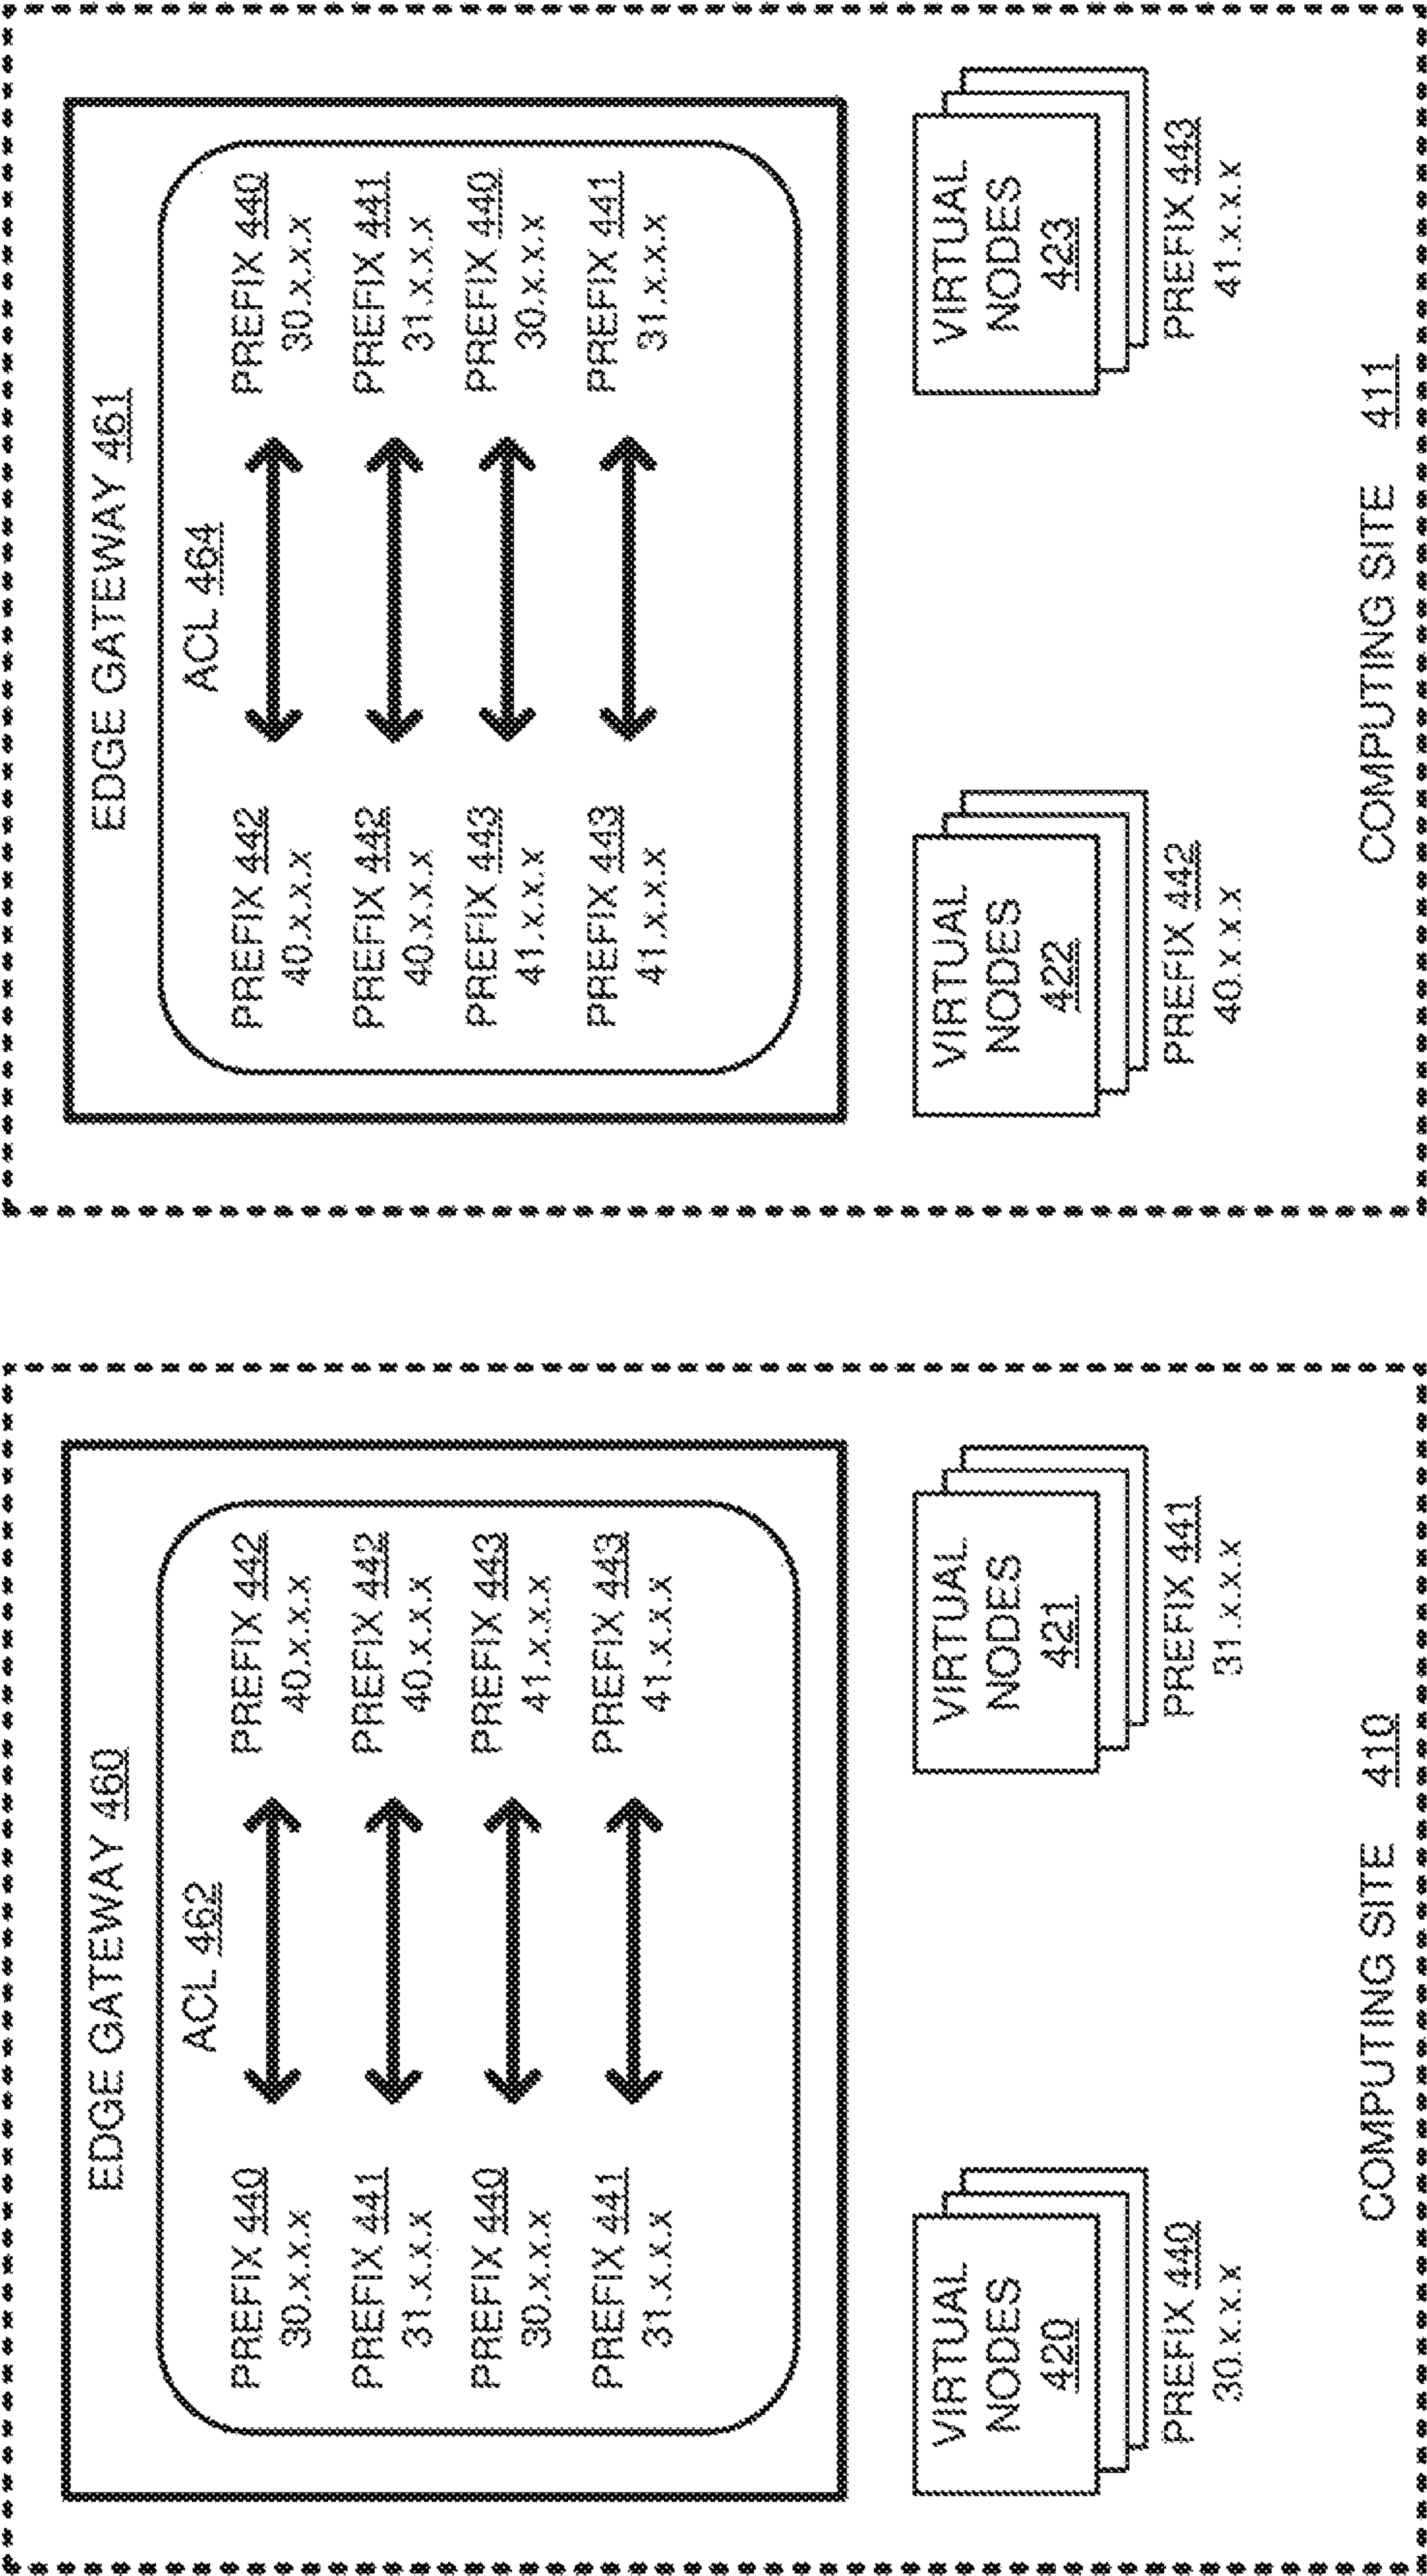 EDGE GATEWAY 460
ACL 462
PREFIX 440 PREFIX 442
30.x.x.x 40.x.x.x
PREFIX 441 PREFIX 442
31.x.x.x 40.x.x.x
PREFIX 440 PREFIX 443
30.x.x.x 41.x.x.x
PREFIX 441 PREFIX 443
31.x.x.x 41.x.x.x
VIRTUAL
NODES
420
PREFIX 440
30.x.x.x
VIRTUAL
NODES
421
PREFIX 441
31.x.x.x
COMPUTING SITE 410
EDGE GATEWAY 461
ACL 464
PREFIX 442 PREFIX 440
40.x.x.x 30.x.x.x
PREFIX 442 PREFIX 441
40.x.x.x 31.x.x.x
PREFIX 443 PREFIX 440
41.x.x.x 30.x.x.x
PREFIX 443 PREFIX 441
41.x.x.x 31.x.x.x
VIRTUAL
NODES
422
PREFIX 442
40.x.x.x
VIRTUAL
NODES
423
PREFIX 443
41.x.x.x
COMPUTING SITE 411